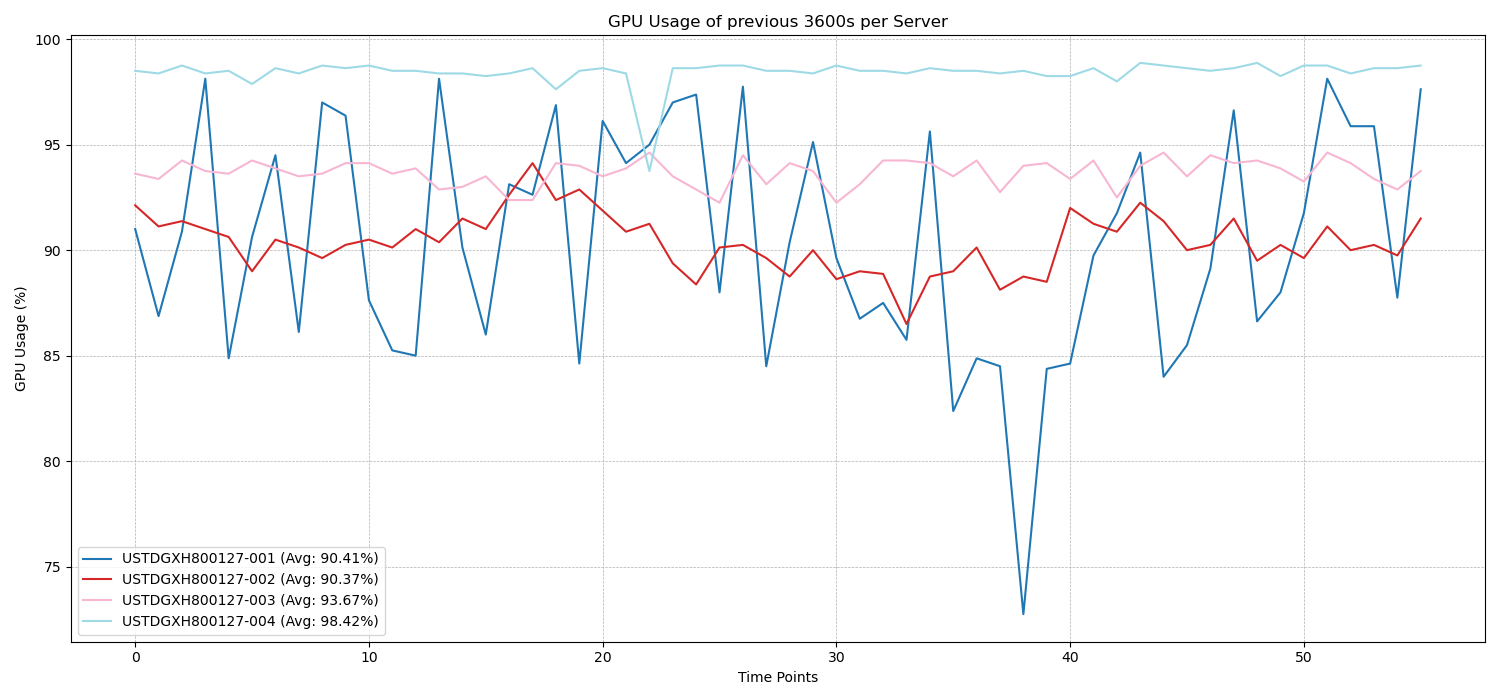 GPU Usage of previous 3600s per Server
100
95
90
85
80
75
GPU Usage (%)
USTDGXH800127-001 (Avg: 90.41%)
USTDGXH800127-002 (Avg: 90.37%)
USTDGXH800127-003 (Avg: 93.67%)
USTDGXH800127-004 (Avg: 98.42%)
0 10 20 30 40 50
Time Points